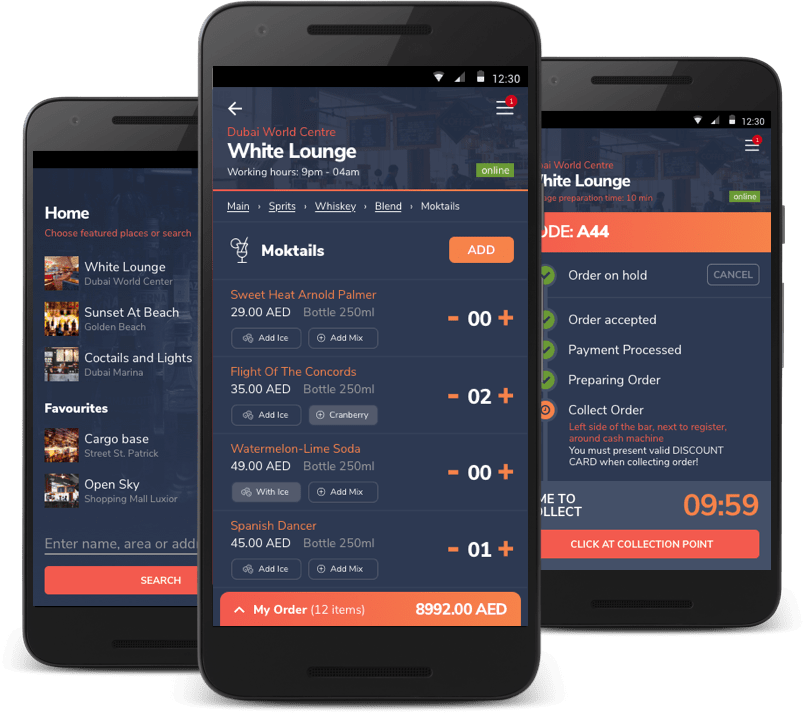 Home
Choose featured places or search
White Lounge
Dubai World Center
Sunset At Beach
Golden Beach
Coctails and Lights
Dubai Marina
Favourites
Cargo base
Street St. Patrick
Open Sky
Shopping Mall Luxior
Enter name, area or
SEARCH
12:30
1
Dubai World Centre
White Lounge
Working hours: 9pm - 04am
online
Main › Sprits › Whiskey › Blend › Moktails
Moktails
ADD
Sweet Heat Arnold Palmer
29.00 AED Bottle 250ml
- 00 +
Add Ice
Add Mix
Flight Of The Concords
35.00 AED Bottle 250ml
- 02 +
Add Ice
Cranberry
Watermelon-Lime Soda
49.00 AED Bottle 250ml
- 00 +
With Ice
Add Mix
Spanish Dancer
45.00 AED Bottle 250ml
- 01 +
Add Ice
Add Mix
My Order (12 items)
8992.00 AED
12:30
1
World Centre
Lounge
preparation time: 10 min
online
A44
Order on hold
CANCEL
Order accepted
Payment Processed
Preparing Order
Collect Order
Left side of the bar, next to register,
around cash machine
You must present valid DISCOUNT
CARD when collecting order!
TO
09:59
CLICK AT COLLECTION POINT